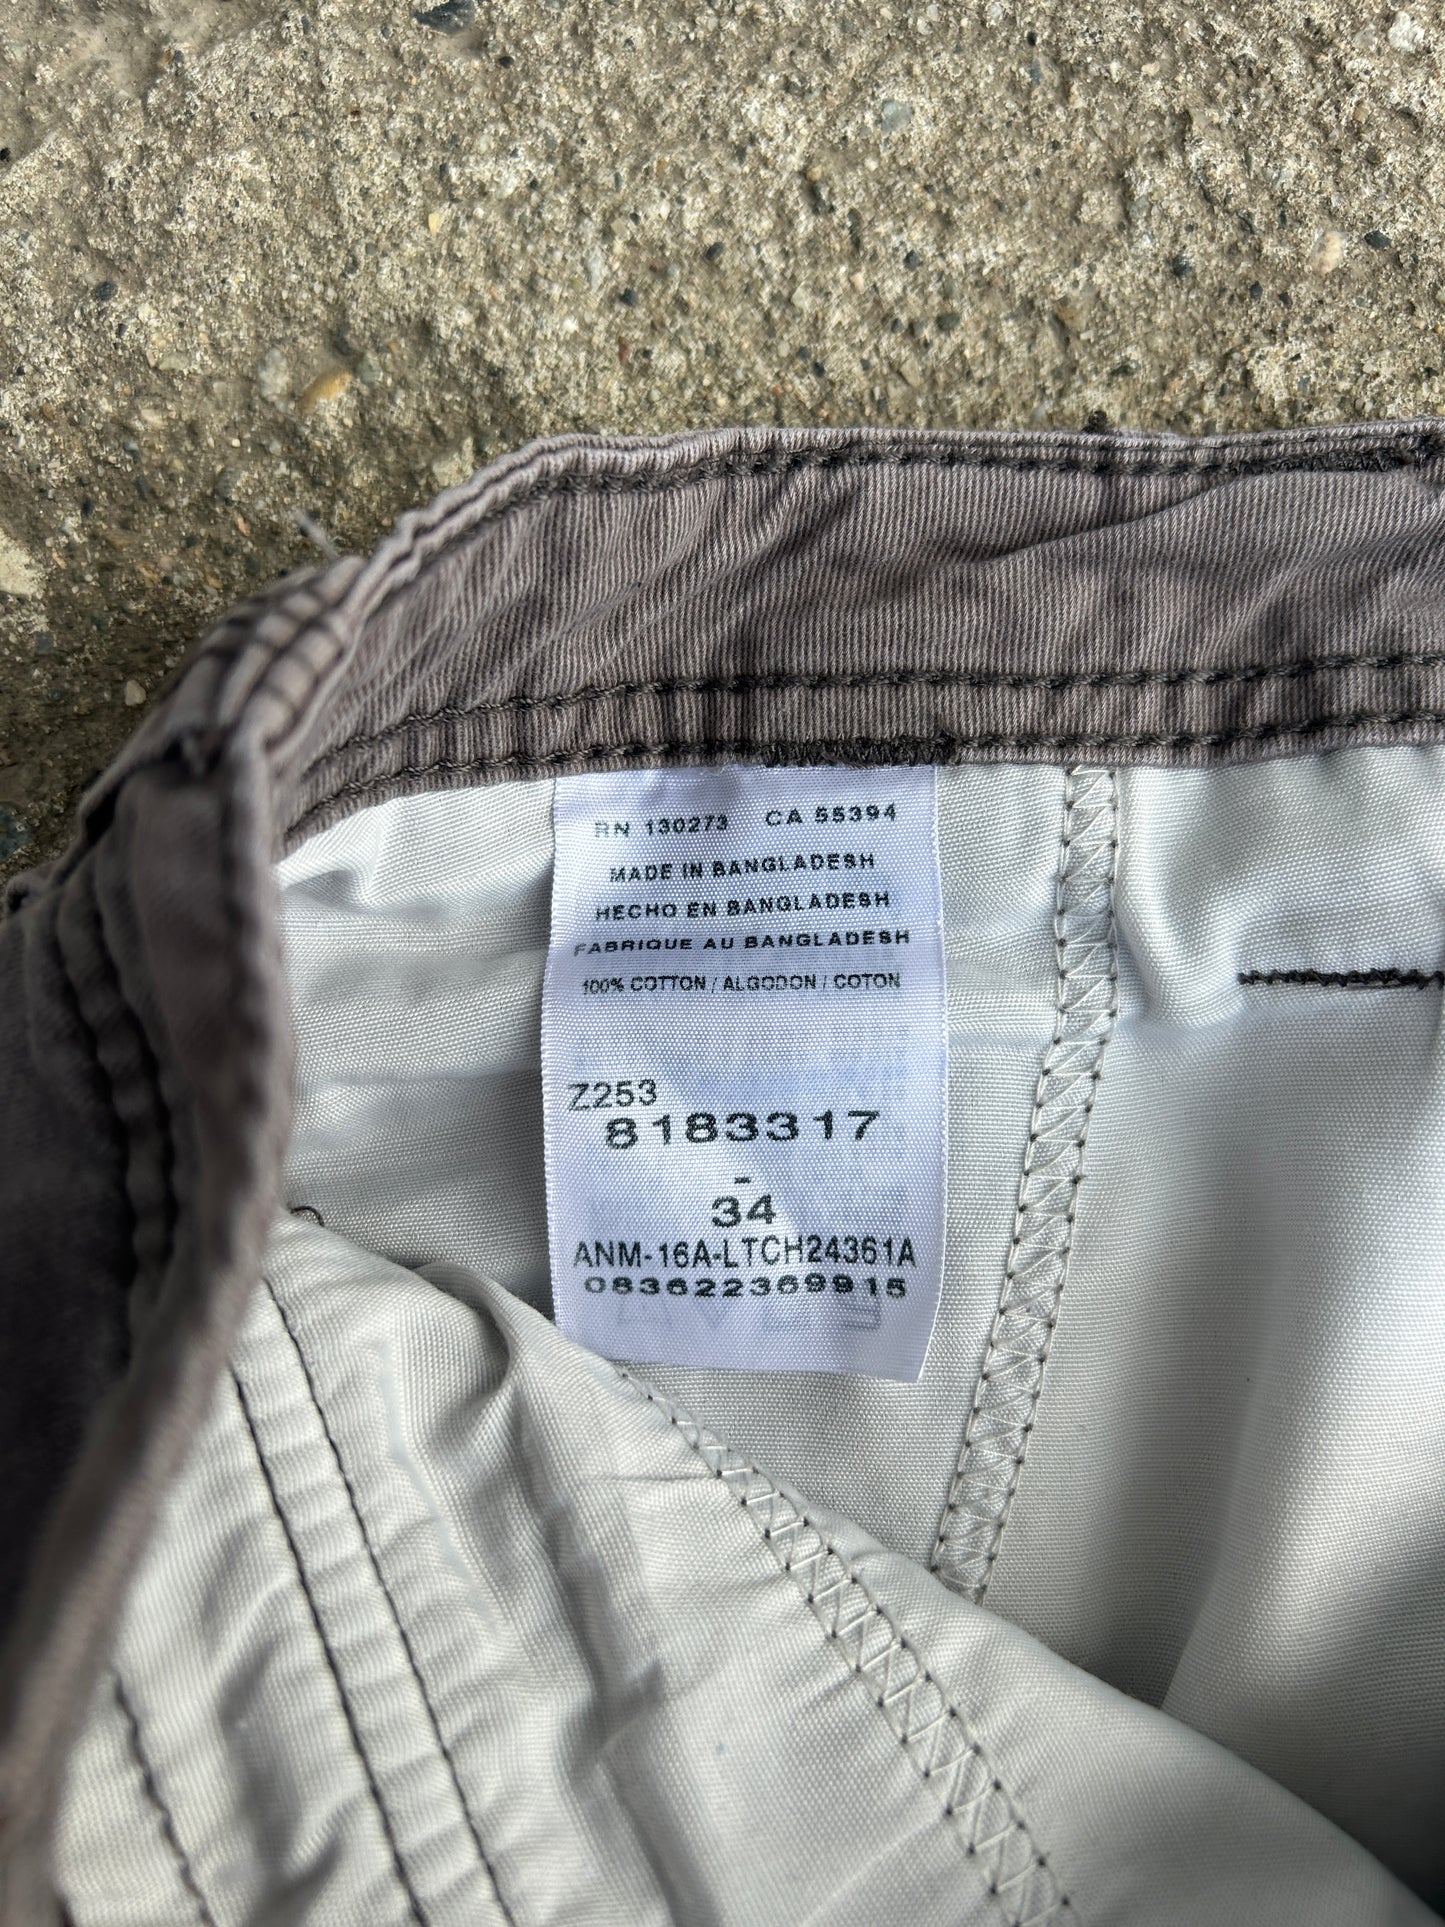 RN 130273 CA 55394
MADE IN BANGLADESH
HECHO EN BANGLADESH
FABRIQUE AU BANGLADESH
100% COTTON / ALGODON / COTON
Z253
8183317
-
34
ANM-16A-LTCH24361A
083622369915